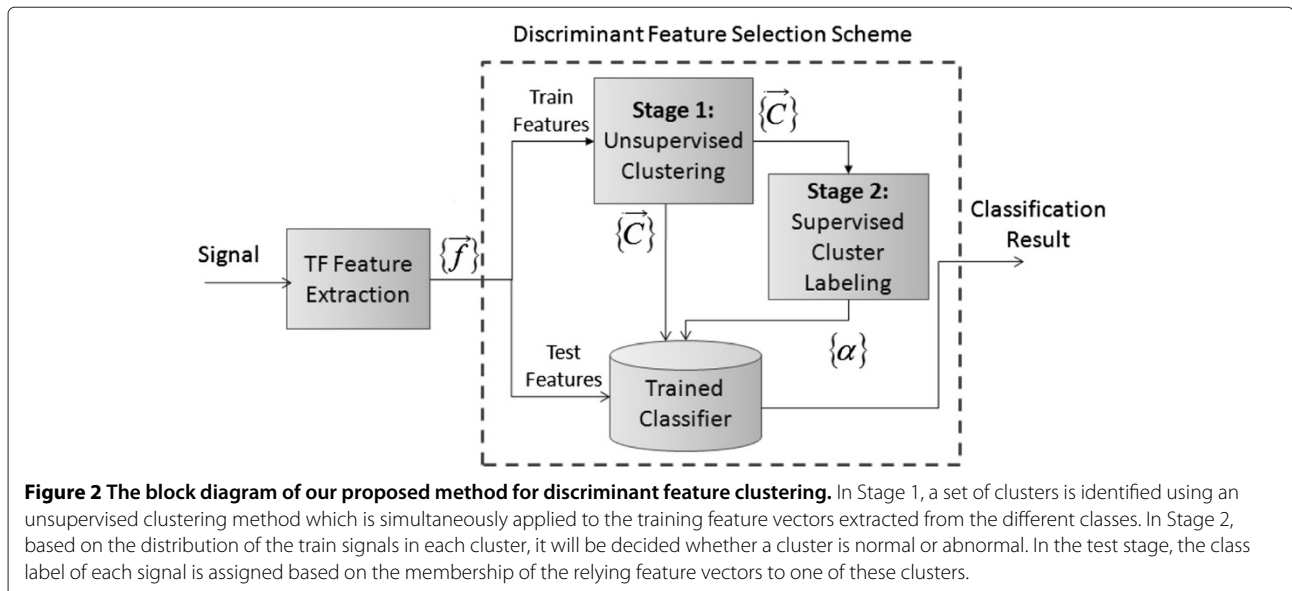 Discriminant Feature Selection Scheme
Train
Features
Stage 1:
Unsupervised
Clustering
{C⃗}
Stage 2:
Supervised
Cluster
Labeling
Classification
Result
{C⃗}
Signal
TF Feature
Extraction
{f⃗}
Test
Features
Trained
Classifier
{α}
Figure 2 The block diagram of our proposed method for discriminant feature clustering. In Stage 1, a set of clusters is identified using an
unsupervised clustering method which is simultaneously applied to the training feature vectors extracted from the different classes. In Stage 2,
based on the distribution of the train signals in each cluster, it will be decided whether a cluster is normal or abnormal. In the test stage, the class
label of each signal is assigned based on the membership of the relying feature vectors to one of these clusters.